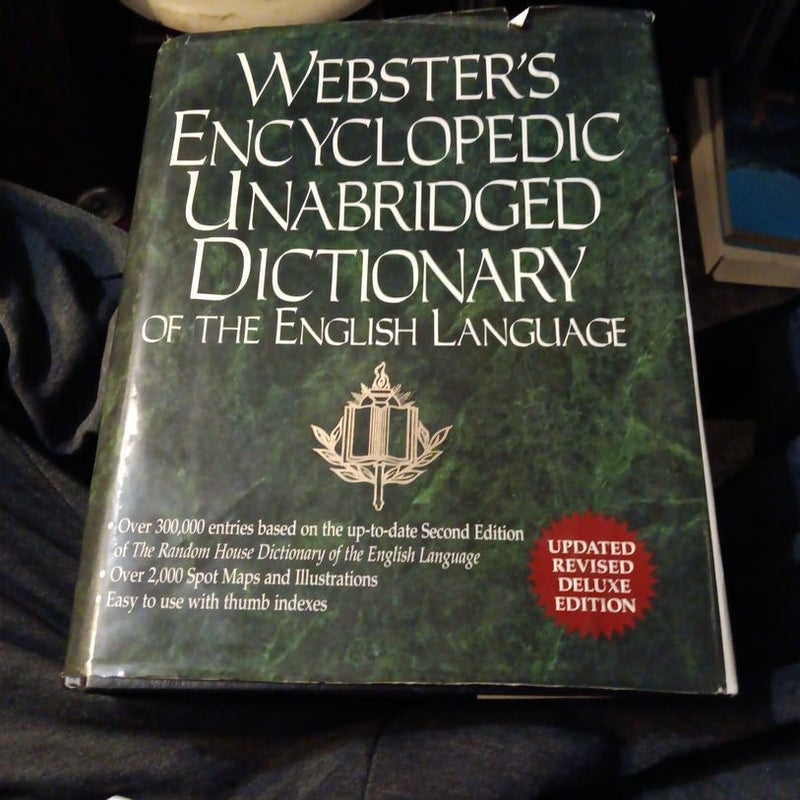 WEBSTER'S
ENCYCLOPEDIC
UNABRIDGED
DICTIONARY
OF THE ENGLISH LANGUAGE
• Over 300,000 entries based on the up-to-date Second Edition
of The Random House Dictionary of the English Language
• Over 2,000 Spot Maps and Illustrations
• Easy to use with thumb indexes
UPDATED
REVISED
DELUXE
EDITION